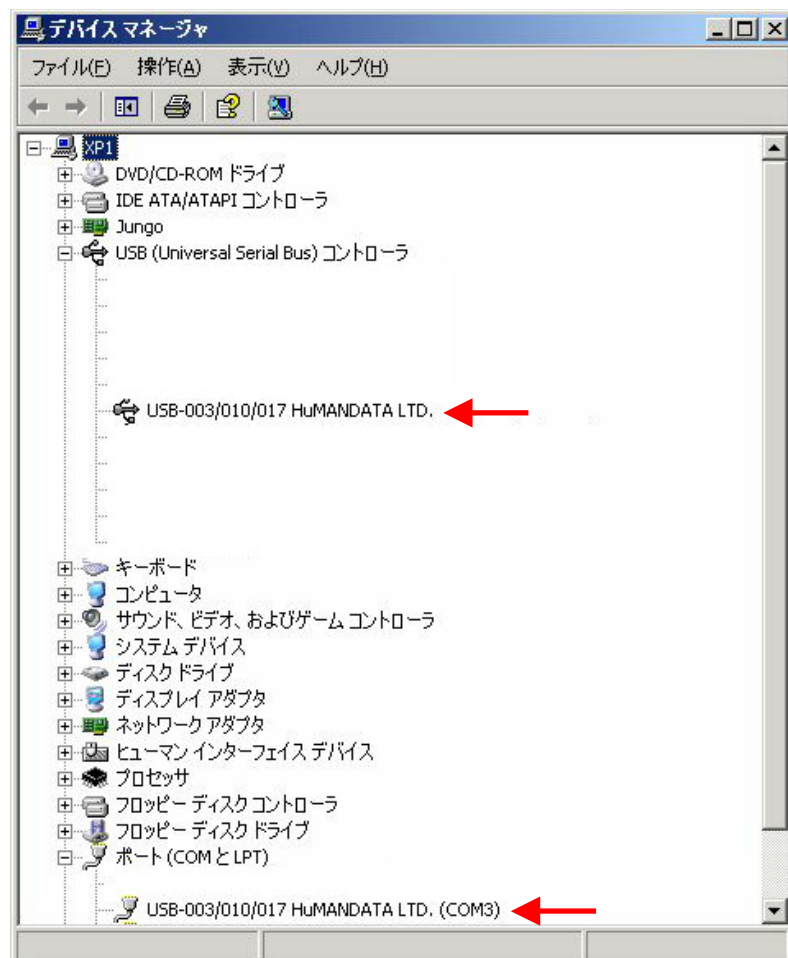 デバイス マネージャ
ファイル(F) 操作(A) 表示(V) ヘルプ(H)
XP1
DVD/CD-ROM ドライブ
IDE ATA/ATAPI コントローラ
Jungo
USB (Universal Serial Bus) コントローラ
USB-003/010/017 HuMANDATA LTD.
キーボード
コンピュータ
サウンド、ビデオ、およびゲーム コントローラ
システム デバイス
ディスク ドライブ
ディスプレイ アダプタ
ネットワーク アダプタ
ヒューマン インターフェイス デバイス
プロセッサ
フロッピー ディスク コントローラ
フロッピー ディスク ドライブ
ポート (COM と LPT)
USB-003/010/017 HuMANDATA LTD. (COM3)